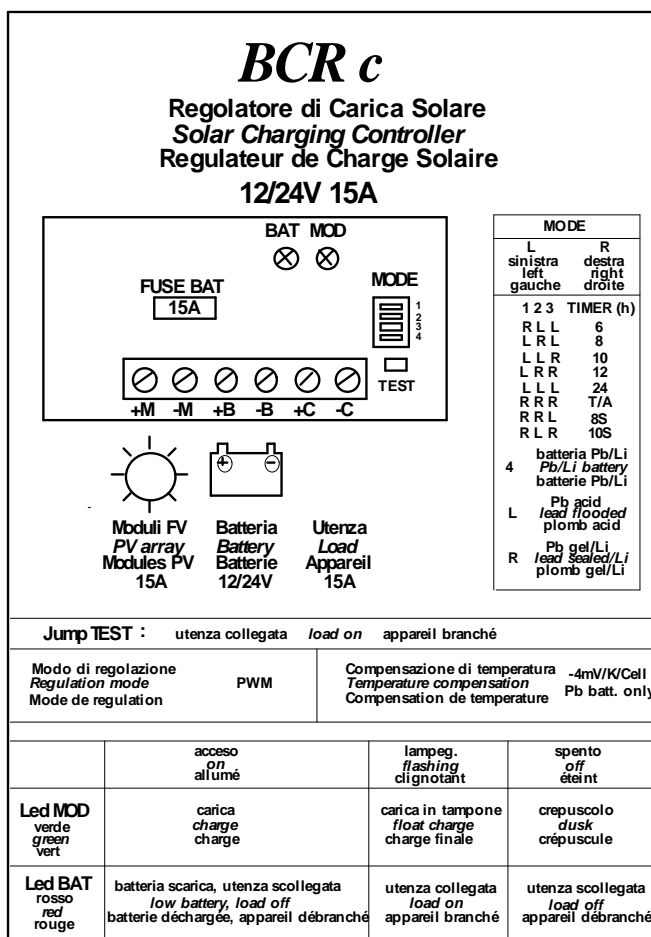 BCR c
Regolatore di Carica Solare
Solar Charging Controller
Regulateur de Charge Solaire
12/24V 15A
BAT MOD
FUSE BAT
15A
MODE
1
2
3
4
TEST
+M -M +B -B +C -C
Moduli FV
PV array
Modules PV
15A
Batteria
Battery
Batterie
12/24V
Utenza
Load
Appareil
15A
MODE
L R
sinistra destra
left right
gauche droite
1 2 3 TIMER (h)
R L L 6
L R L 8
L L R 10
L R R 12
L L L 24
R R R T/A
R R L 8S
R L R 10S
batteria Pb/Li
4 Pb/Li battery
batterie Pb/Li
Pb acid
L lead flooded
plomb acid
Pb gel/Li
R lead sealed/Li
plomb gel/Li
Jump TEST : utenza collegata load on appareil branché
Modo di regolazione
Regulation mode
Mode de regulation
PWM
Compensazione di temperatura
Temperature compensation
Compensation de temperature
-4mV/K/Cell
Pb batt. only
acceso
on
allumé
lampeg.
flashing
clignotant
spento
off
éteint
Led MOD
verde
green
vert
carica
charge
charge
carica in tampone
float charge
charge finale
crepuscolo
dusk
crépuscule
Led BAT
rosso
red
rouge
batteria scarica, utenza scollegata
low battery, load off
batterie déchargée, appareil débranché
utenza collegata
load on
appareil branché
utenza scollegata
load off
appareil débranché